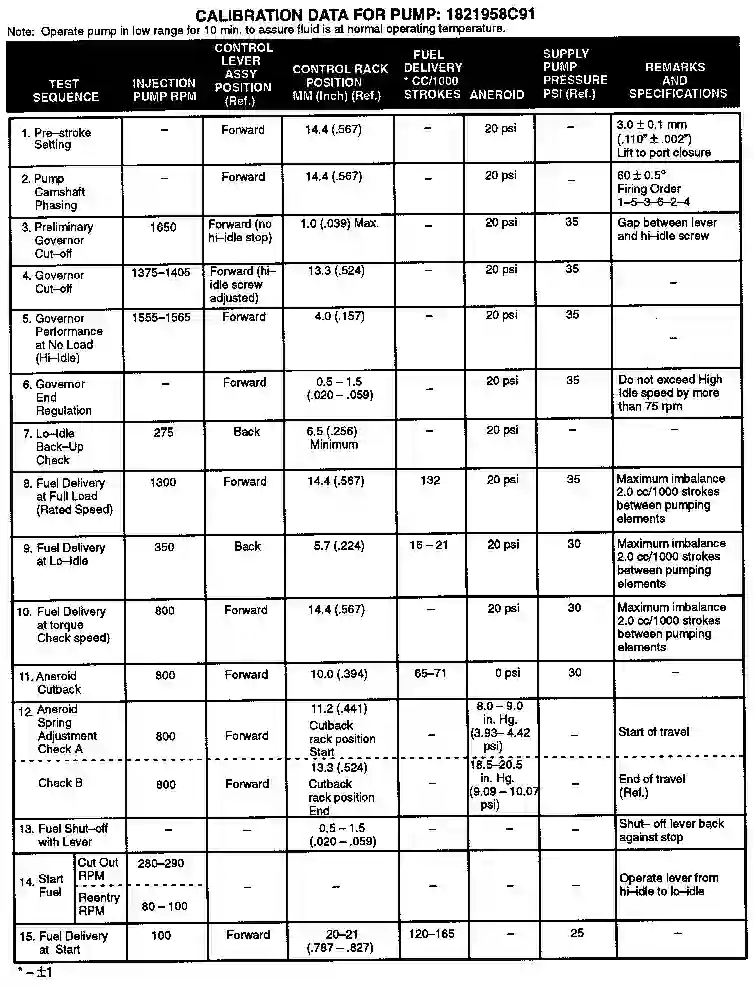 CALIBRATION DATA FOR PUMP: 1821958C91
Note: Operate pump in low range for 10 min. to assure fluid is at normal operating temperature.
TEST SEQUENCE | INJECTION PUMP RPM | CONTROL LEVER ASSY POSITION (Ref.) | CONTROL RACK POSITION MM (Inch) (Ref.) | FUEL DELIVERY * CC/1000 STROKES | ANEROID | SUPPLY PUMP PRESSURE PSI (Ref.) | REMARKS AND SPECIFICATIONS
1. Pre–stroke Setting | – | Forward | 14.4 (.567) | – | 20 psi | – | 3.0 ± 0.1 mm (.110" ± .002") Lift to port closure
2. Pump Camshaft Phasing | – | Forward | 14.4 (.567) | – | 20 psi | – | 60 ± 0.5° Firing Order 1–5–3–6–2–4
3. Preliminary Governor Cut–off | 1650 | Forward (no hi–idle stop) | 1.0 (.039) Max. | – | 20 psi | 35 | Gap between lever and hi–idle screw
4. Governor Cut–off | 1375–1405 | Forward (hi–idle screw adjusted) | 13.3 (.524) | – | 20 psi | 35 | –
5. Governor Performance at No Load (Hi–Idle) | 1555–1565 | Forward | 4.0 (.157) | – | 20 psi | 35 | –
6. Governor End Regulation | – | Forward | 0.5 – 1.5 (.020 – .059) | – | 20 psi | 35 | Do not exceed High Idle speed by more than 75 rpm
7. Lo–Idle Back–Up Check | 275 | Back | 6.5 (.256) Minimum | – | 20 psi | – | –
8. Fuel Delivery at Full Load (Rated Speed) | 1300 | Forward | 14.4 (.567) | 132 | 20 psi | 35 | Maximum imbalance 2.0 cc/1000 strokes between pumping elements
9. Fuel Delivery at Lo–Idle | 350 | Back | 5.7 (.224) | 16 – 21 | 20 psi | 30 | Maximum imbalance 2.0 cc/1000 strokes between pumping elements
10. Fuel Delivery at torque Check speed) | 800 | Forward | 14.4 (.567) | – | 20 psi | 30 | Maximum imbalance 2.0 cc/1000 strokes between pumping elements
11. Aneroid Cutback | 800 | Forward | 10.0 (.394) | 65–71 | 0 psi | 30 | –
12. Aneroid Spring Adjustment Check A | 800 | Forward | 11.2 (.441) Cutback rack position Start | – | 8.0 – 9.0 in. Hg. (3.93– 4.42 psi) | – | Start of travel
Check B | 800 | Forward | 13.3 (.524) Cutback rack position End | – | 18.5–20.5 in. Hg. (9.09 – 10.07 psi) | – | End of travel (Ref.)
13. Fuel Shut–off with Lever | – | – | 0.5 – 1.5 (.020 – .059) | – | – | – | Shut– off lever back against stop
14. Start Fuel | Cut Out RPM | 280–290 | – | – | – | – | – | Operate lever from hi–idle to lo–idle
Reentry RPM | 80 – 100
15. Fuel Delivery at Start | 100 | Forward | 20–21 (.787 – .827) | 120–165 | – | 25 | –
* – ±1